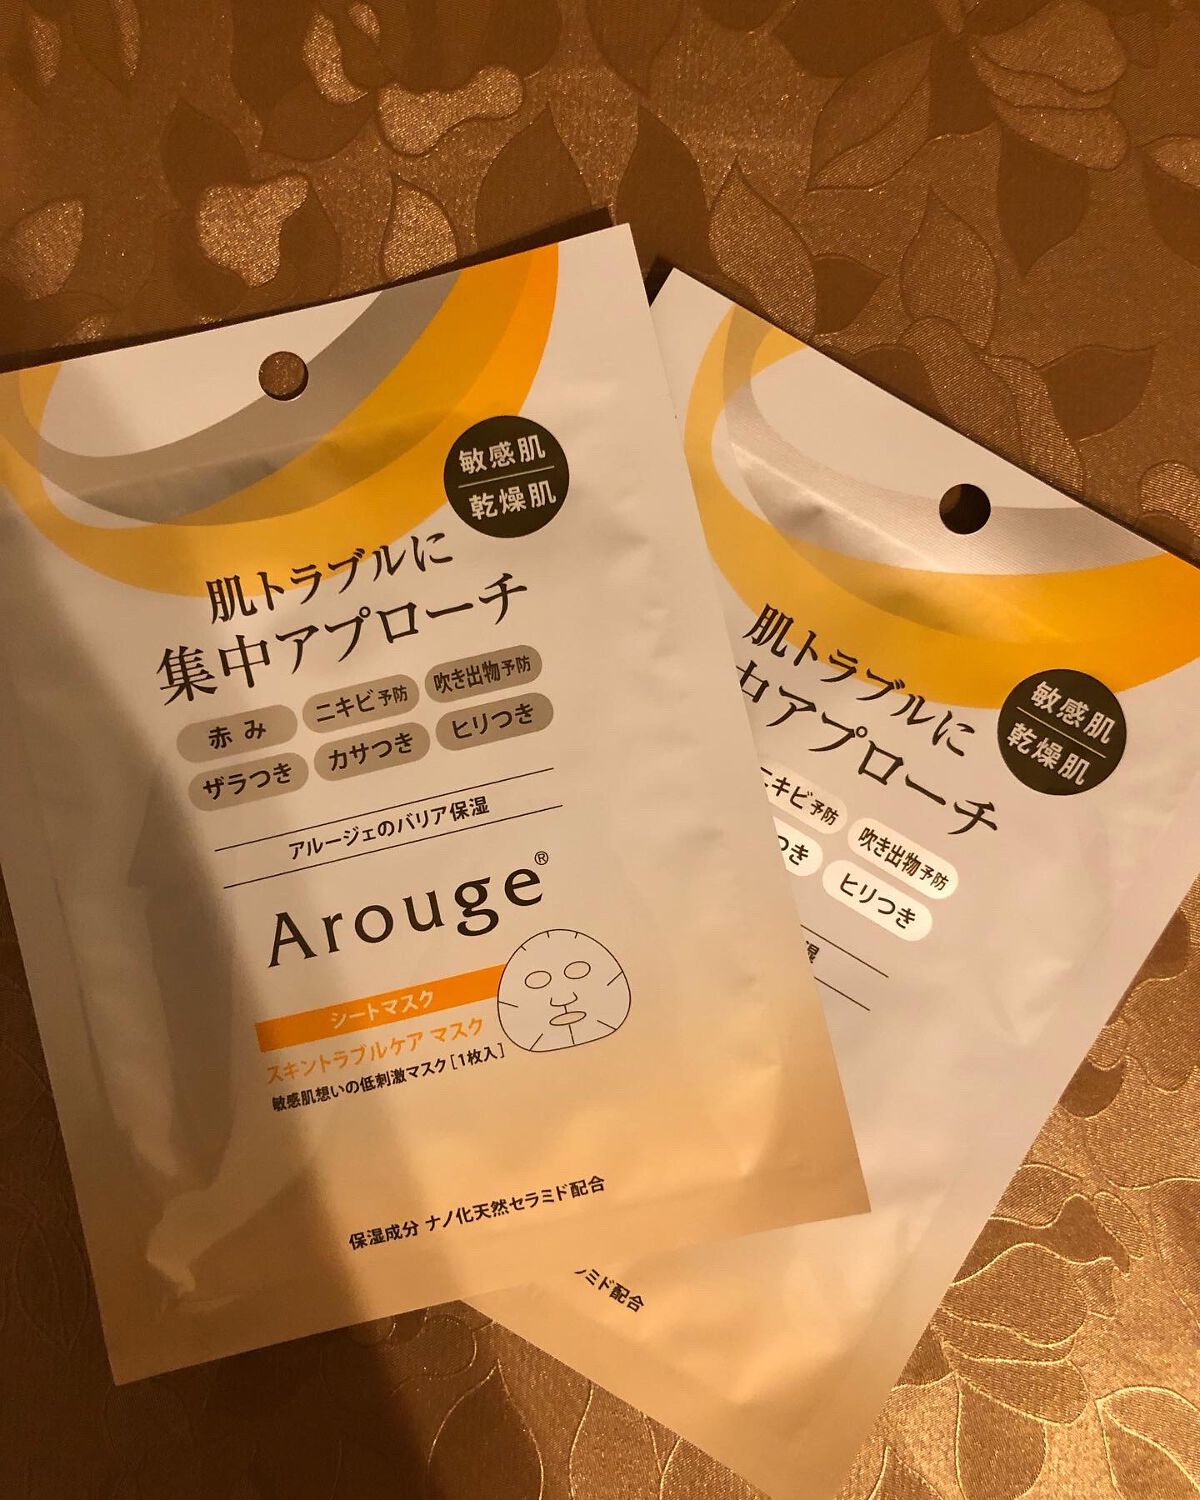 敏感肌
乾燥肌
肌トラブルに
集中アプローチ
赤み
ニキビ予防
吹き出物予防
ザラつき
カサつき
ヒリつき
アルージェのバリア保湿
Arouge®
シートマスク
スキントラブルケア マスク
敏感肌想いの低刺激マスク[1枚入]
保湿成分 ナノ化天然セラミド配合
敏感肌
乾燥肌
肌トラブルに
中アプローチ
ニキビ予防
吹き出物予防
つき
ヒリつき
湿
ミド配合